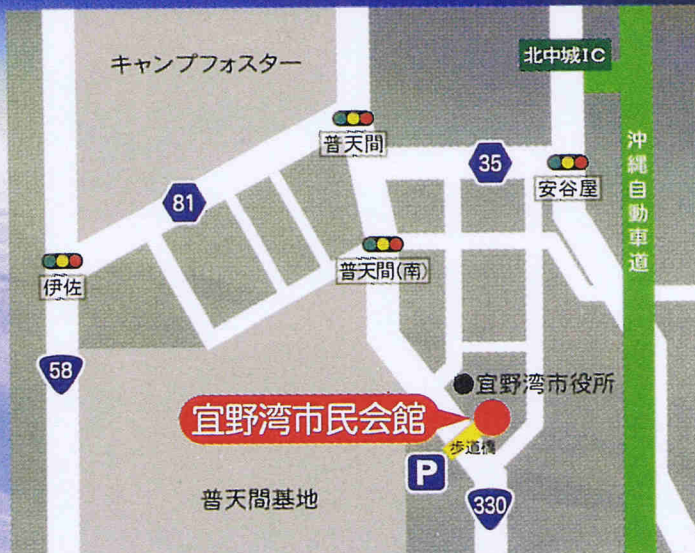 キャンプフォスター
北中城IC
普天間
35
安谷屋
沖縄自動車道
81
伊佐
普天間(南)
58
宜野湾市役所
宜野湾市民会館
歩道橋
P
普天間基地
330